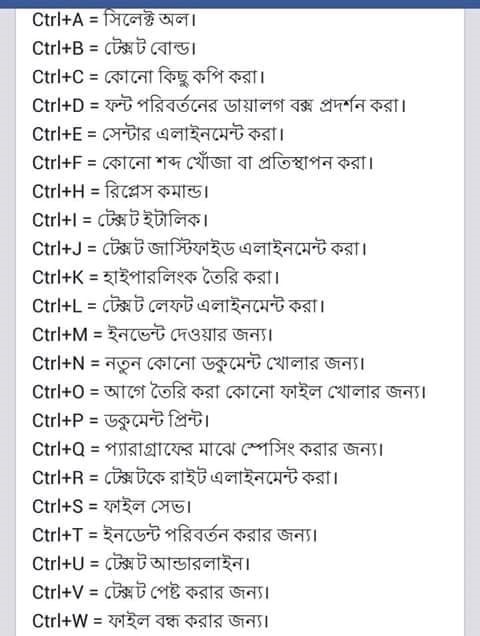 Ctrl+A = সিলেক্ট অল।
Ctrl+B = টেক্সট বোল্ড।
Ctrl+C = কোনো কিছু কপি করা।
Ctrl+D = ফন্ট পরিবর্তনের ডায়ালগ বক্স প্রদর্শন করা।
Ctrl+E = সেন্টার এলাইনমেন্ট করা।
Ctrl+F = কোনো শব্দ খোঁজা বা প্রতিস্থাপন করা।
Ctrl+H = রিপ্লেস কমান্ড।
Ctrl+I = টেক্সট ইটালিক।
Ctrl+J = টেক্সট জাস্টিফাইড এলাইনমেন্ট করা।
Ctrl+K = হাইপারলিংক তৈরি করা।
Ctrl+L = টেক্সট লেফট এলাইনমেন্ট করা।
Ctrl+M = ইনভেন্ট দেওয়ার জন্য।
Ctrl+N = নতুন কোনো ডকুমেন্ট খোলার জন্য।
Ctrl+O = আগে তৈরি করা কোনো ফাইল খোলার জন্য।
Ctrl+P = ডকুমেন্ট প্রিন্ট।
Ctrl+Q = প্যারাগ্রাফের মাঝে স্পেসিং করার জন্য।
Ctrl+R = টেক্সটকে রাইট এলাইনমেন্ট করা।
Ctrl+S = ফাইল সেভ।
Ctrl+T = ইনডেন্ট পরিবর্তন করার জন্য।
Ctrl+U = টেক্সট আন্ডারলাইন।
Ctrl+V = টেক্সট পেষ্ট করার জন্য।
Ctrl+W = ফাইল বন্ধ করার জন্য।